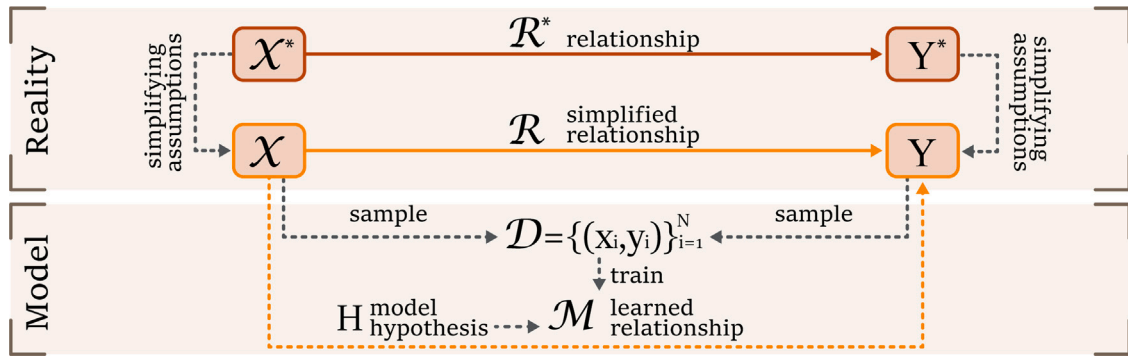 Reality
simplifying
assumptions
𝒳*
ℛ* relationship
Y*
simplifying
assumptions
𝒳
ℛ simplified
relationship
Y
Model
sample
𝒟={(xᵢ,yᵢ)}ᴺᵢ₌₁
sample
train
H model
hypothesis
ℳ learned
relationship